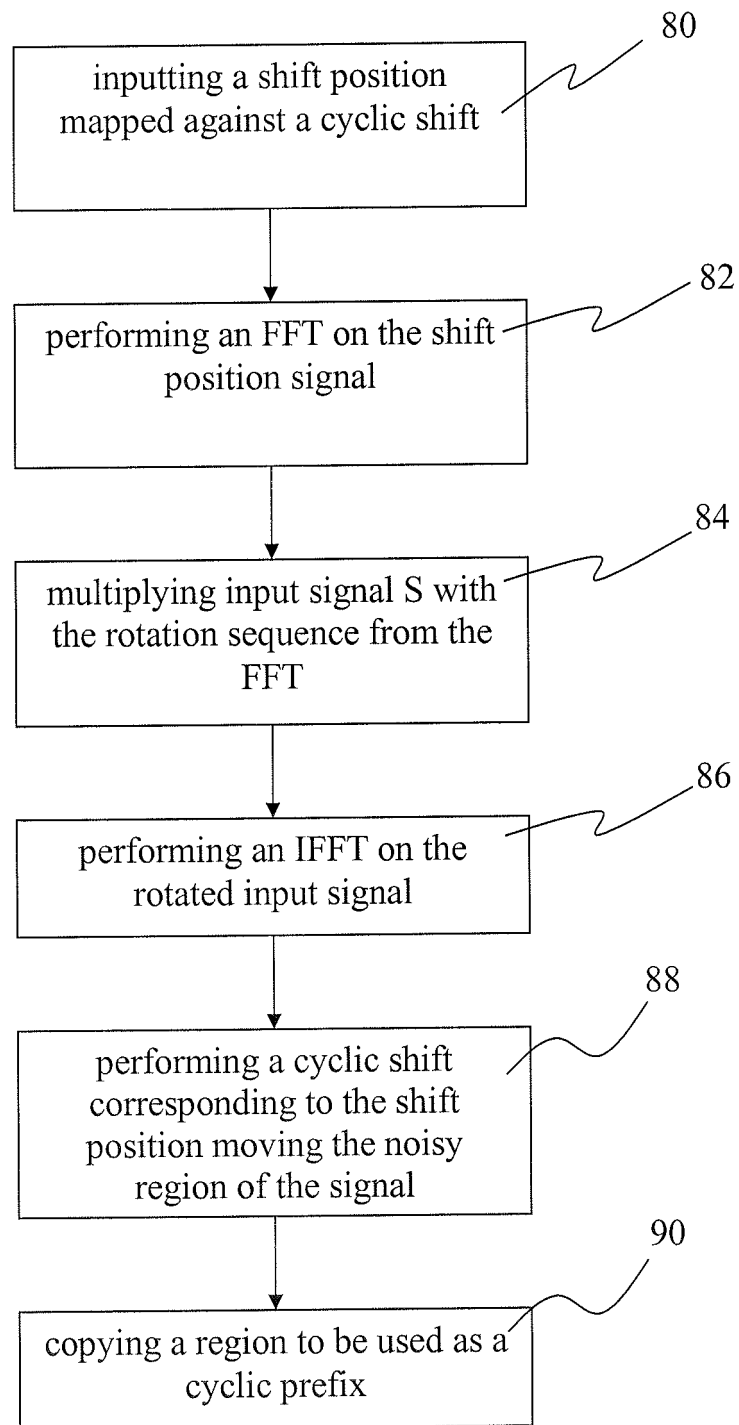 80
inputting a shift position
mapped against a cyclic shift
82
performing an FFT on the shift
position signal
84
multiplying input signal S with
the rotation sequence from the
FFT
86
performing an IFFT on the
rotated input signal
88
performing a cyclic shift
corresponding to the shift
position moving the noisy
region of the signal
90
copying a region to be used as a
cyclic prefix